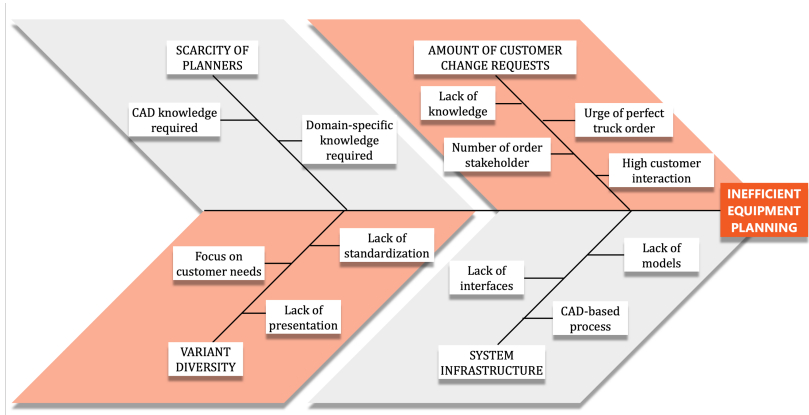 SCARCITY OF
PLANNERS
CAD knowledge
required
Domain-specific
knowledge
required
AMOUNT OF CUSTOMER
CHANGE REQUESTS
Lack of
knowledge
Urge of perfect
truck order
Number of order
stakeholder
High customer
interaction
INEFFICIENT
EQUIPMENT
PLANNING
Focus on
customer needs
Lack of
standardization
Lack of
presentation
VARIANT
DIVERSITY
Lack of
interfaces
Lack of
models
CAD-based
process
SYSTEM
INFRASTRUCTURE